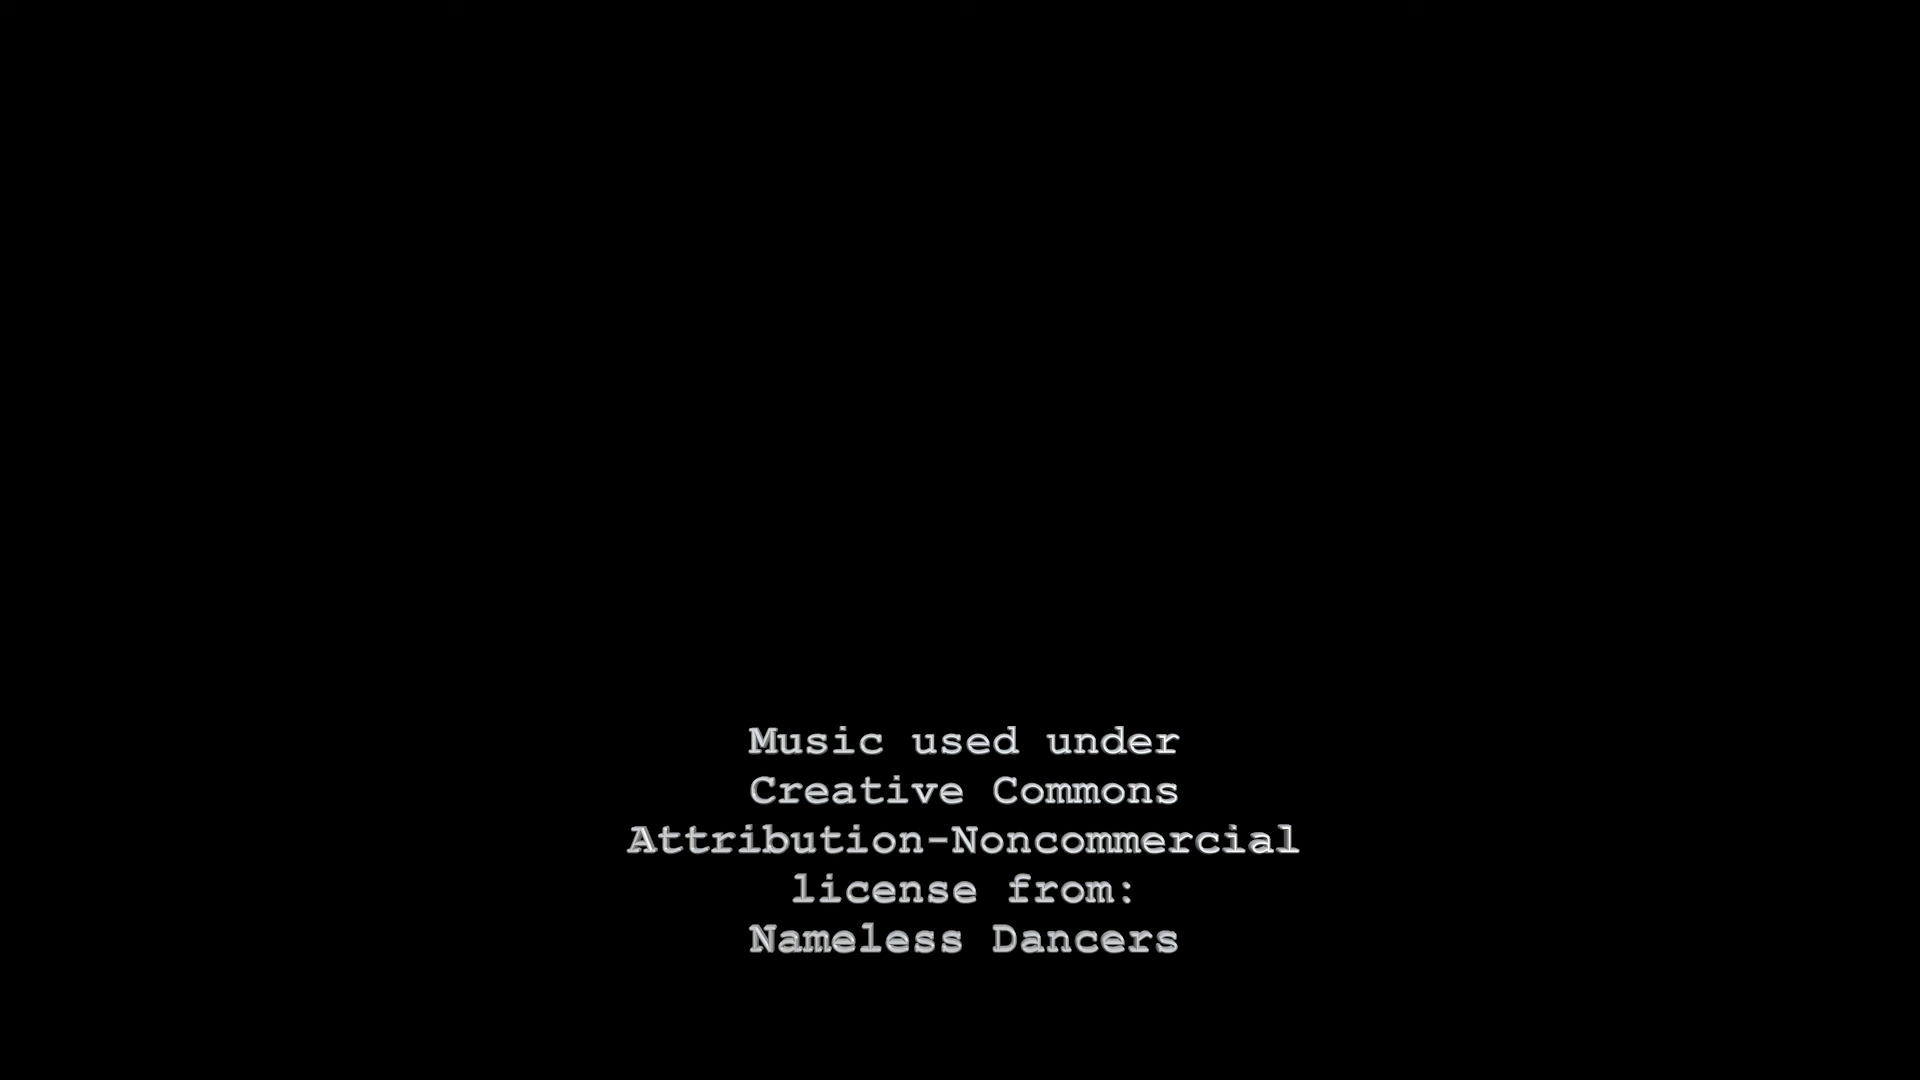 Music used under
Creative Commons
Attribution-Noncommercial
license from:
Nameless Dancers